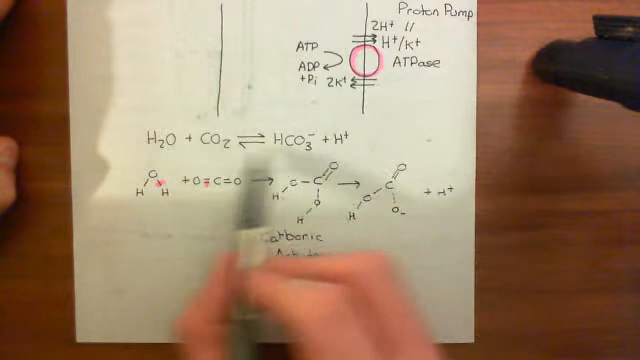 Proton Pump
2H⁺ //
H⁺/K⁺
ATPase
ATP
ADP
+Pi 2K⁺
H₂O + CO₂ ⇌ HCO₃⁻ + H⁺
O H H + O=C=O → H O C O O H → H O C O O⁻ + H⁺
Carbonic